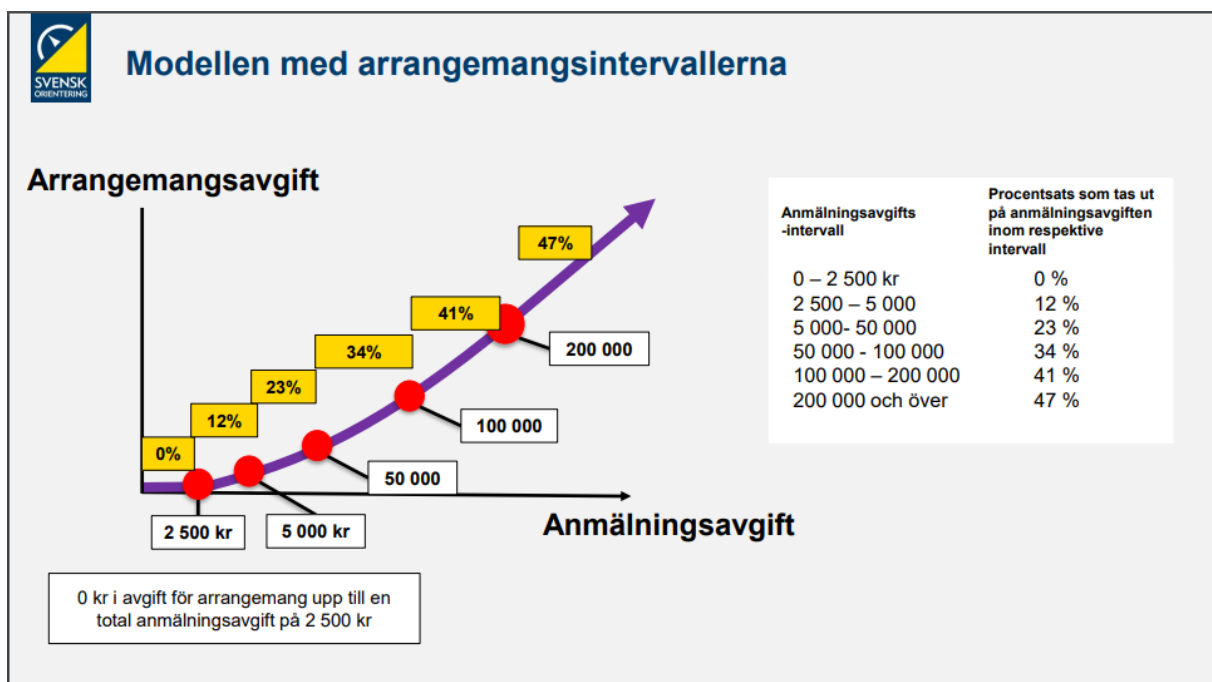 SVENSK
ORIENTERING
Modellen med arrangemangsintervallerna
Arrangemangsavgift
47%
41%
34%
23%
12%
0%
200 000
100 000
50 000
5 000 kr
2 500 kr
Anmälningsavgift
0 kr i avgift för arrangemang upp till en
total anmälningsavgift på 2 500 kr
Anmälningsavgifts
-intervall
Procentsats som tas ut
på anmälningsavgiften
inom respektive
intervall
0 – 2 500 kr 0 %
2 500 – 5 000 12 %
5 000- 50 000 23 %
50 000 - 100 000 34 %
100 000 – 200 000 41 %
200 000 och över 47 %